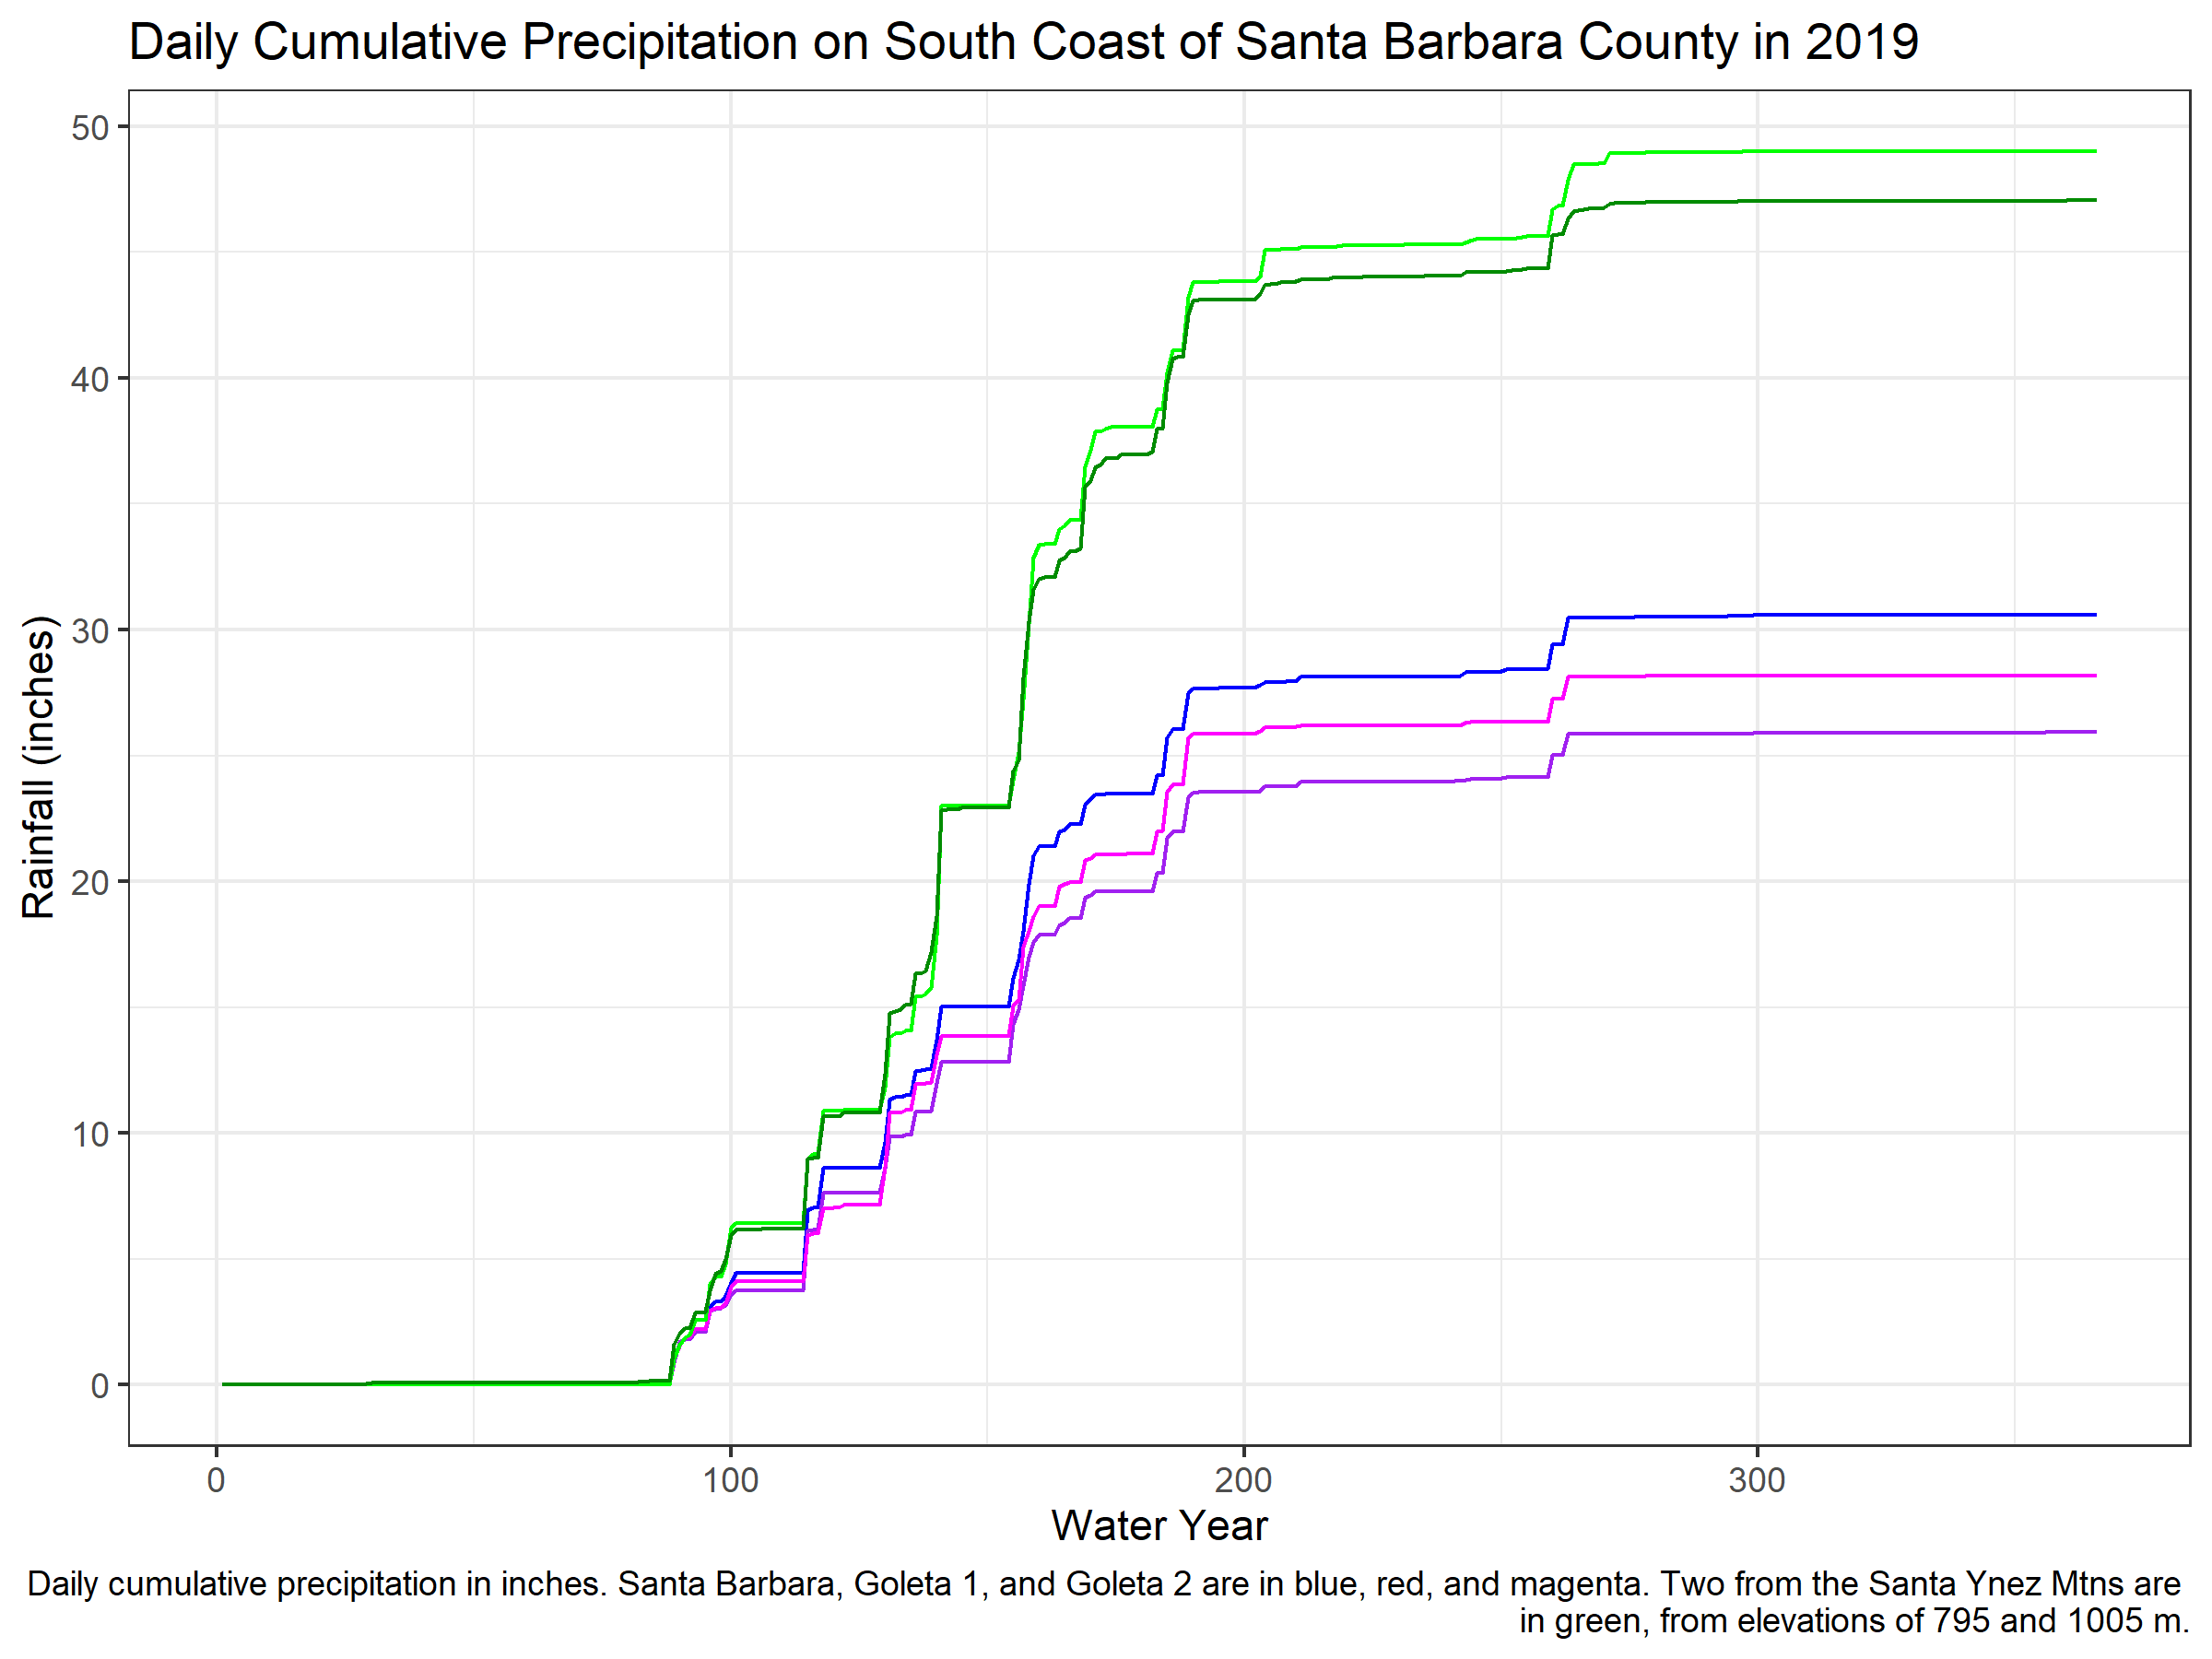 Daily Cumulative Precipitation on South Coast of Santa Barbara County in 2019
50
40
30
20
10
0
Rainfall (inches)
0 100 200 300
Water Year
Daily cumulative precipitation in inches. Santa Barbara, Goleta 1, and Goleta 2 are in blue, red, and magenta. Two from the Santa Ynez Mtns are
in green, from elevations of 795 and 1005 m.